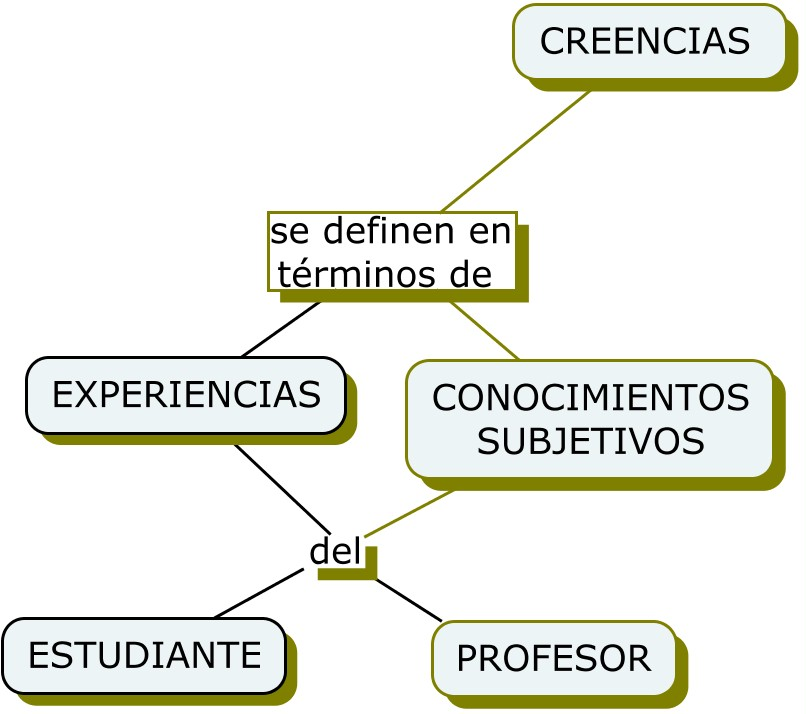 CREENCIAS
se definen en
términos de
EXPERIENCIAS
CONOCIMIENTOS
SUBJETIVOS
del
ESTUDIANTE
PROFESOR